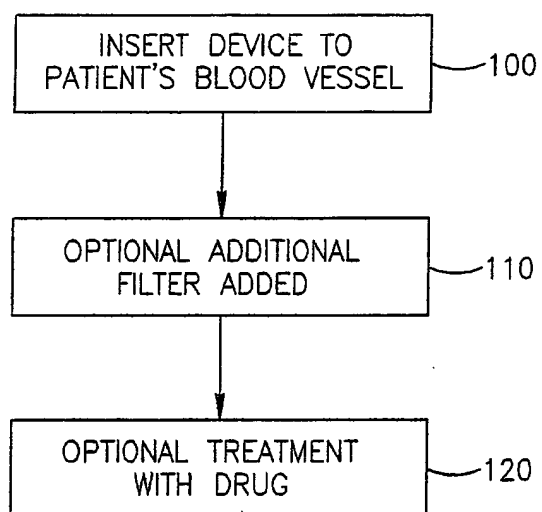 INSERT DEVICE TO
PATIENT'S BLOOD VESSEL
100
OPTIONAL ADDITIONAL
FILTER ADDED
110
OPTIONAL TREATMENT
WITH DRUG
120